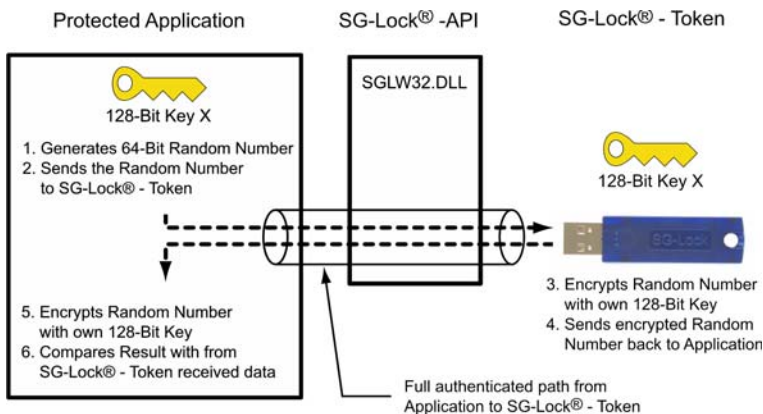 Protected Application
SG-Lock® -API
SG-Lock® - Token
SGLW32.DLL
128-Bit Key X
1. Generates 64-Bit Random Number
2. Sends the Random Number
to SG-Lock® - Token
128-Bit Key X
SG-Lock
3. Encrypts Random Number
with own 128-Bit Key
4. Sends encrypted Random
Number back to Application
5. Encrypts Random Number
with own 128-Bit Key
6. Compares Result with from
SG-Lock® - Token received data
Full authenticated path from
Application to SG-Lock® - Token